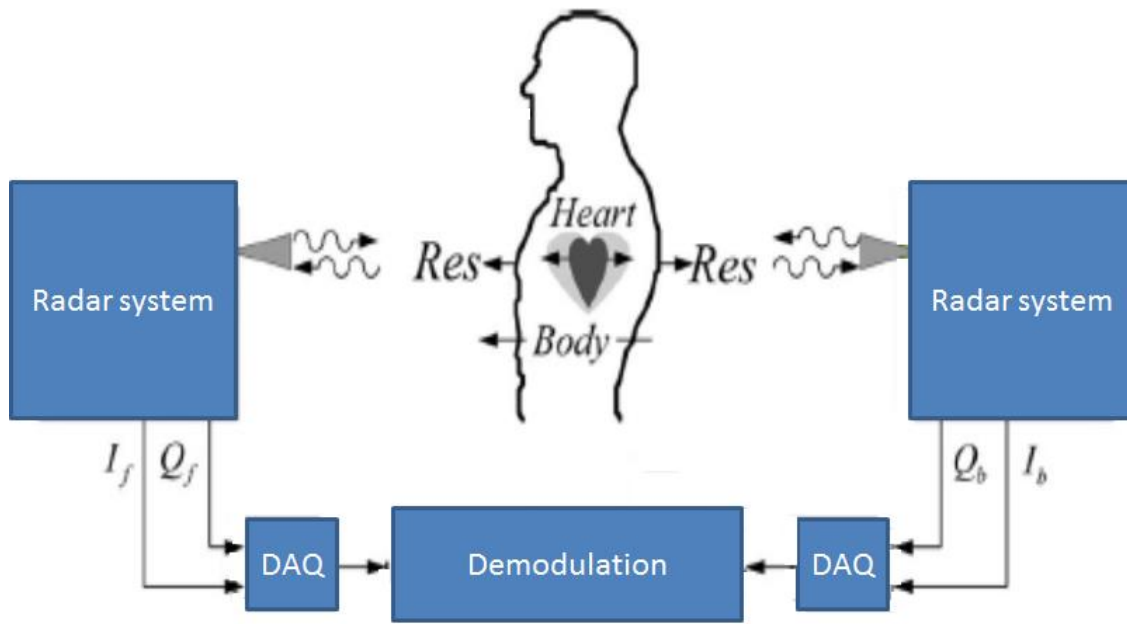 Heart
Res
Res
Radar system
Radar system
Body
I_f
Q_f
Q_b
I_b
DAQ
Demodulation
DAQ